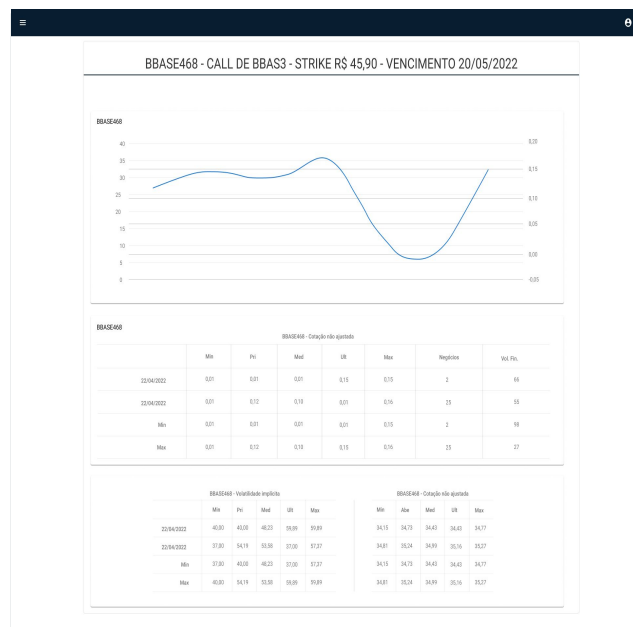 BBASE468 - CALL DE BBAS3 - STRIKE R$ 45,90 - VENCIMENTO 20/05/2022
BBASE468
40 0,20
35
30 0,15
25
20 0,10
15 0,05
10
5 0,00
0 -0,05
BBASE468
BBASE468 - Cotação não ajustada
Min Pri Med Ult Max Negócios Vol. Fin.
22/04/2022 0,01 0,01 0,01 0,15 0,15 2 66
22/04/2022 0,01 0,12 0,10 0,01 0,16 25 55
Min 0,01 0,01 0,01 0,01 0,15 2 98
Max 0,01 0,12 0,10 0,15 0,16 25 27
BBASE468 - Volatilidade implícita BBASE468 - Cotação não ajustada
Min Pri Med Ult Max Min Abe Med Ult Max
22/04/2022 40,00 40,00 48,23 59,89 59,89 34,15 34,73 34,43 34,43 34,77
22/04/2022 37,00 54,19 53,58 37,00 57,37 34,81 35,24 34,99 35,16 35,27
Min 37,00 40,00 48,23 37,00 57,37 34,15 34,73 34,43 34,43 34,77
Max 40,00 54,19 53,58 59,89 59,89 34,81 35,24 34,99 35,16 35,27